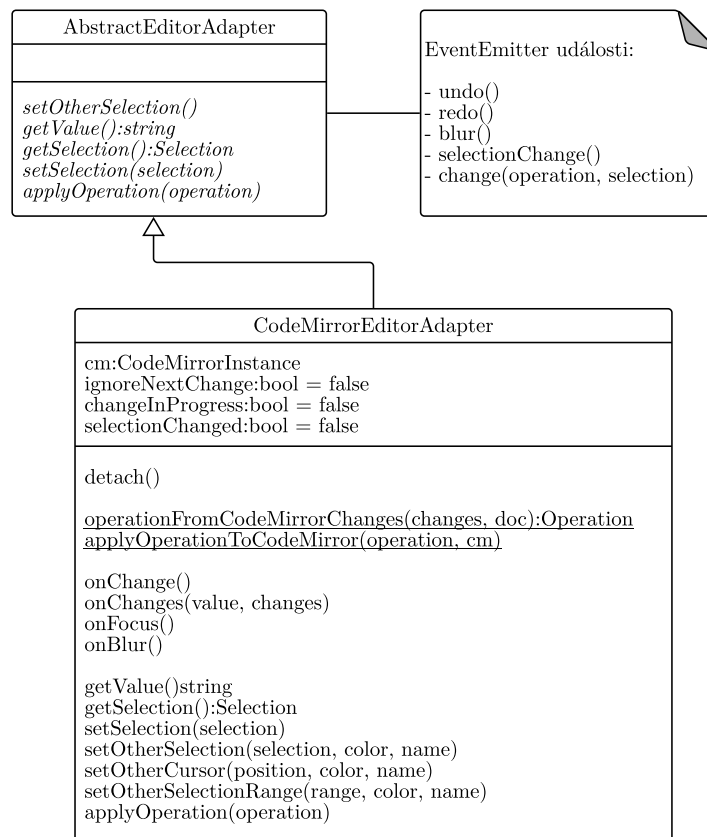 AbstractEditorAdapter
setOtherSelection()
getValue():string
getSelection():Selection
setSelection(selection)
applyOperation(operation)
EventEmitter události:
- undo()
- redo()
- blur()
- selectionChange()
- change(operation, selection)
CodeMirrorEditorAdapter
cm:CodeMirrorInstance
ignoreNextChange:bool = false
changeInProgress:bool = false
selectionChanged:bool = false
detach()
operationFromCodeMirrorChanges(changes, doc):Operation
applyOperationToCodeMirror(operation, cm)
onChange()
onChanges(value, changes)
onFocus()
onBlur()
getValue()string
getSelection():Selection
setSelection(selection)
setOtherSelection(selection, color, name)
setOtherCursor(position, color, name)
setOtherSelectionRange(range, color, name)
applyOperation(operation)